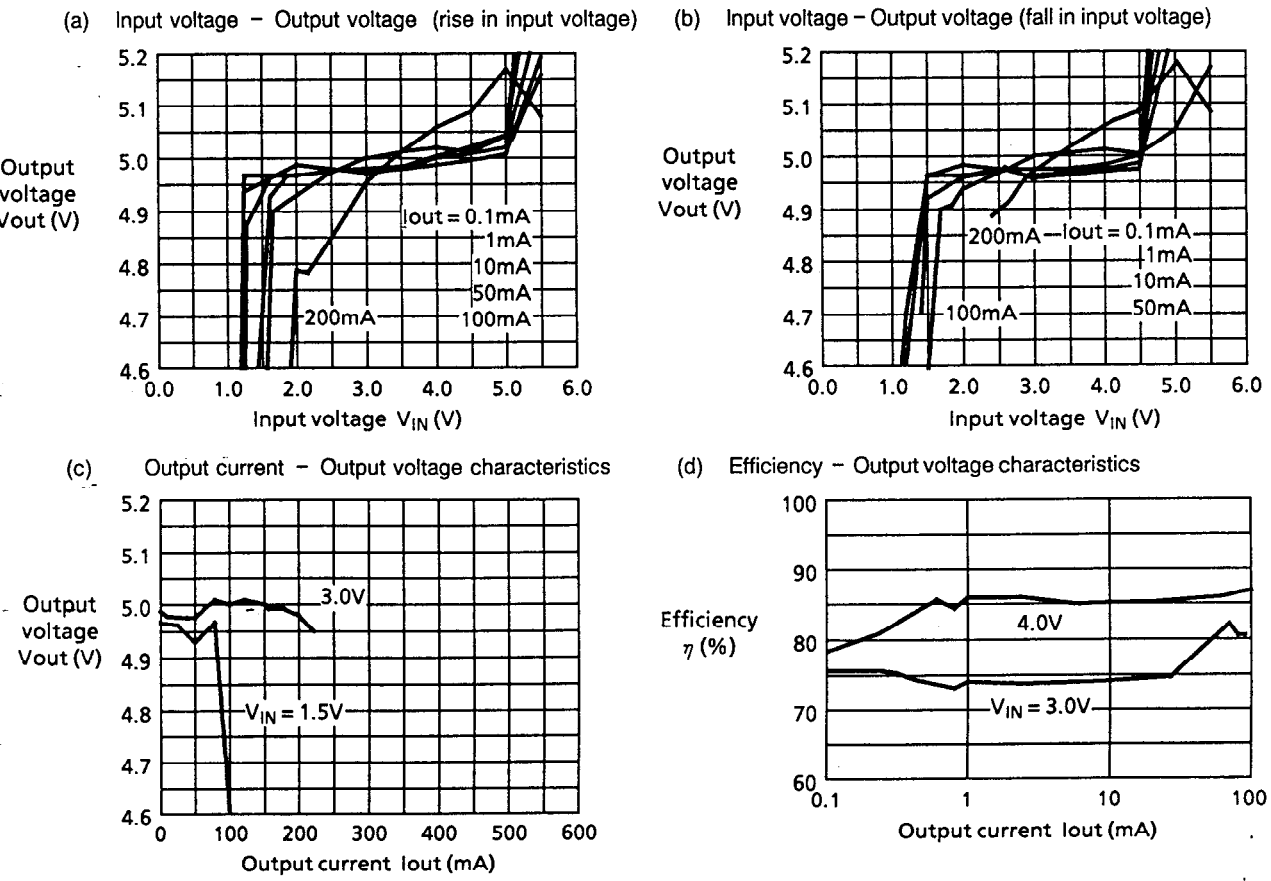 (a) Input voltage – Output voltage (rise in input voltage)
5.2
5.1
5.0
4.9
4.8
4.7
4.6
Output
voltage
Vout (V)
Iout = 0.1mA
1mA
10mA
50mA
200mA
100mA
0.0 1.0 2.0 3.0 4.0 5.0 6.0
Input voltage VIN (V)
(b) Input voltage – Output voltage (fall in input voltage)
5.2
5.1
5.0
4.9
4.8
4.7
4.6
Output
voltage
Vout (V)
200mA Iout = 0.1mA
1mA
10mA
100mA
50mA
0.0 1.0 2.0 3.0 4.0 5.0 6.0
Input voltage VIN (V)
(c) Output current – Output voltage characteristics
5.2
5.1
5.0
4.9
4.8
4.7
4.6
Output
voltage
Vout (V)
3.0V
VIN = 1.5V
0 100 200 300 400 500 600
Output current Iout (mA)
(d) Efficiency – Output voltage characteristics
100
90
80
70
60
Efficiency
η (%)
4.0V
VIN = 3.0V
0.1 1 10 100
Output current Iout (mA)